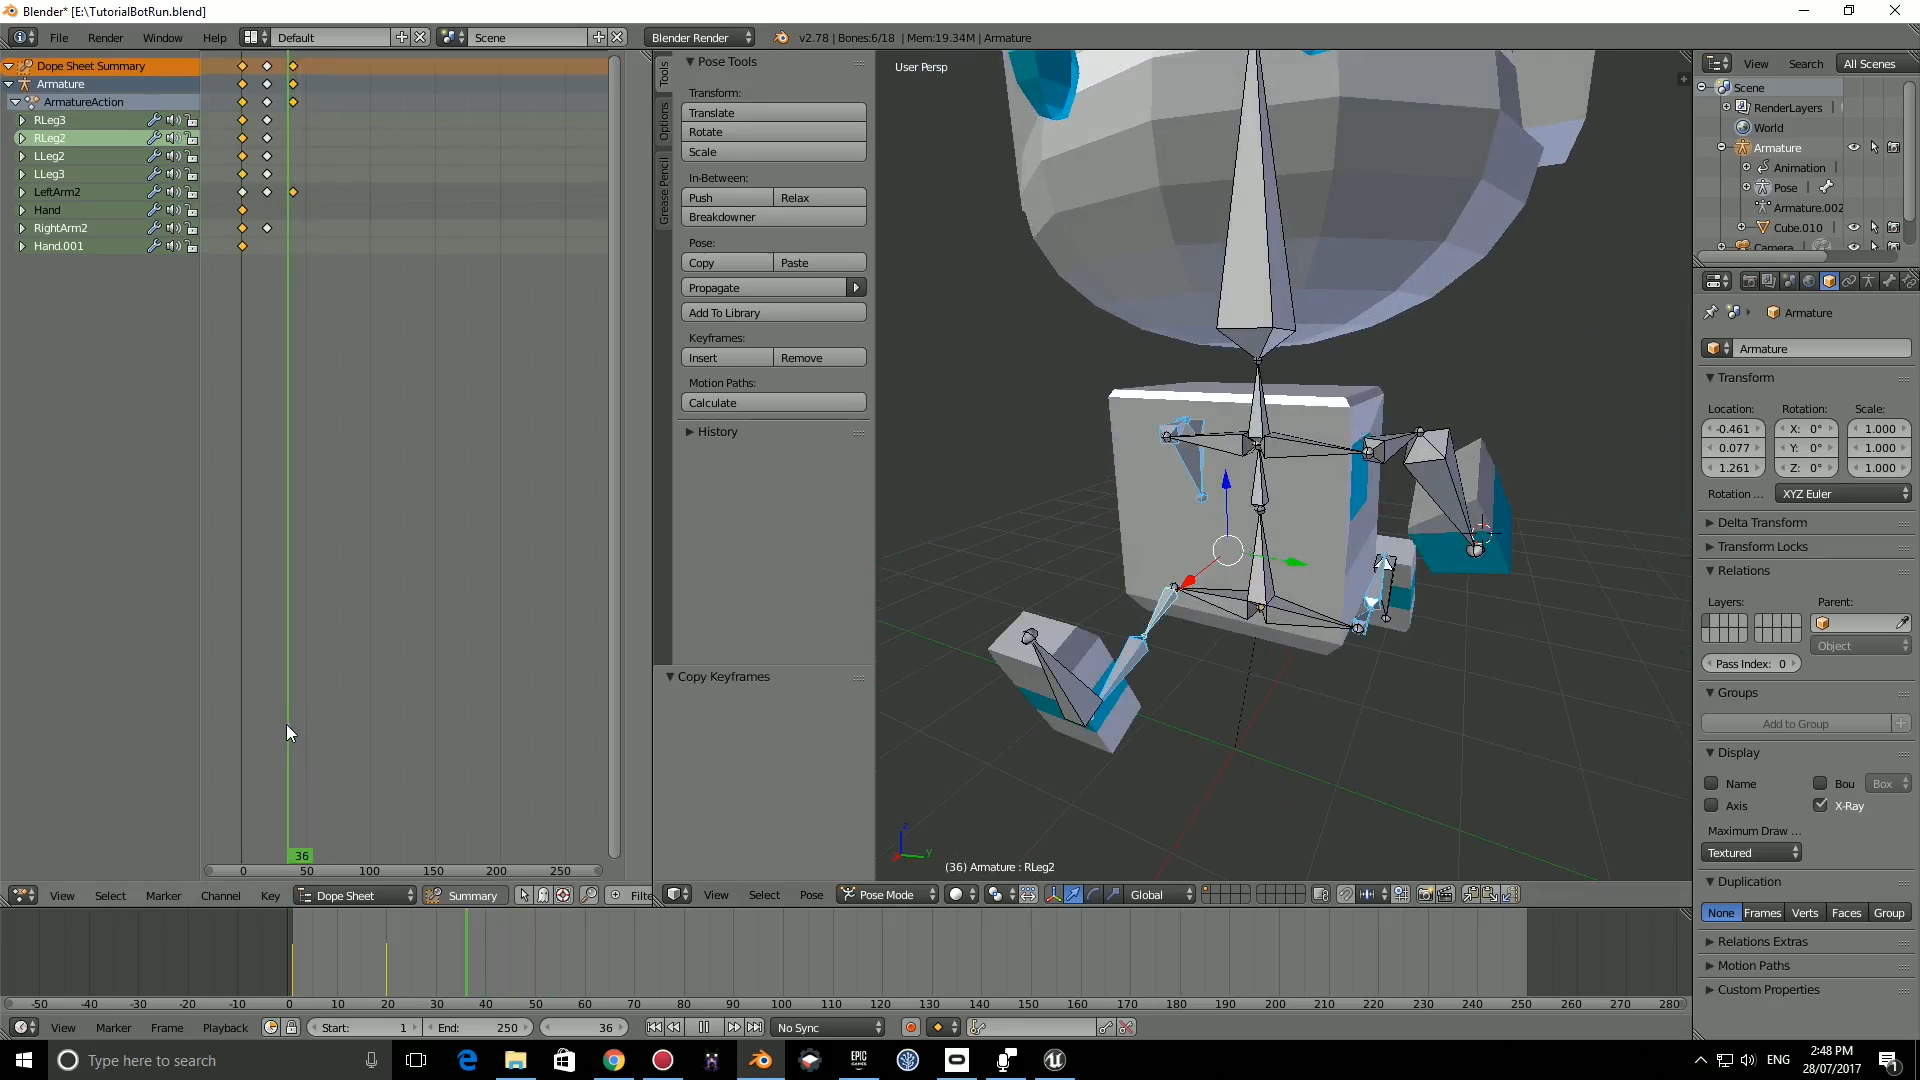 Blender* [E:\TutorialBotRun.blend]
File Render Window Help Default Scene Blender Render v2.78 | Bones:6/18 | Mem:19.34M | Armature
Dope Sheet Summary
Armature
ArmatureAction
RLeg3
RLeg2
LLeg2
LLeg3
LeftArm2
Hand
RightArm2
Hand.001
36
0 50 100 150 200 250
View Select Marker Channel Key Dope Sheet Summary Filte
Tools
Options
Grease Pencil
Pose Tools
Transform:
Translate
Rotate
Scale
In-Between:
Push Relax
Breakdowner
Pose:
Copy Paste
Propagate
Add To Library
Keyframes:
Insert Remove
Motion Paths:
Calculate
History
Copy Keyframes
User Persp
z
y
(36) Armature : RLeg2
View Select Pose Pose Mode Global
View Search All Scenes
Scene
RenderLayers
World
Armature
Animation
Pose
Armature.002
Cube.010
Camera
Armature
Armature
Transform
Location: Rotation: Scale:
-0.461 X: 0° 1.000
0.077 Y: 0° 1.000
1.261 Z: 0° 1.000
Rotation ... XYZ Euler
Delta Transform
Transform Locks
Relations
Layers: Parent:
Object
Pass Index: 0
Groups
Add to Group
Display
Name Bou Box
Axis X-Ray
Maximum Draw ...
Textured
Duplication
None Frames Verts Faces Group
Relations Extras
Motion Paths
Custom Properties
-50 -40 -30 -20 -10 0 10 20 30 40 50 60 70 80 90 100 110 120 130 140 150 160 170 180 190 200 210 220 230 240 250 260 270 280
View Marker Frame Playback Start: 1 End: 250 36 No Sync
Type here to search
EPIC GAMES
ENG
2:48 PM
28/07/2017
1